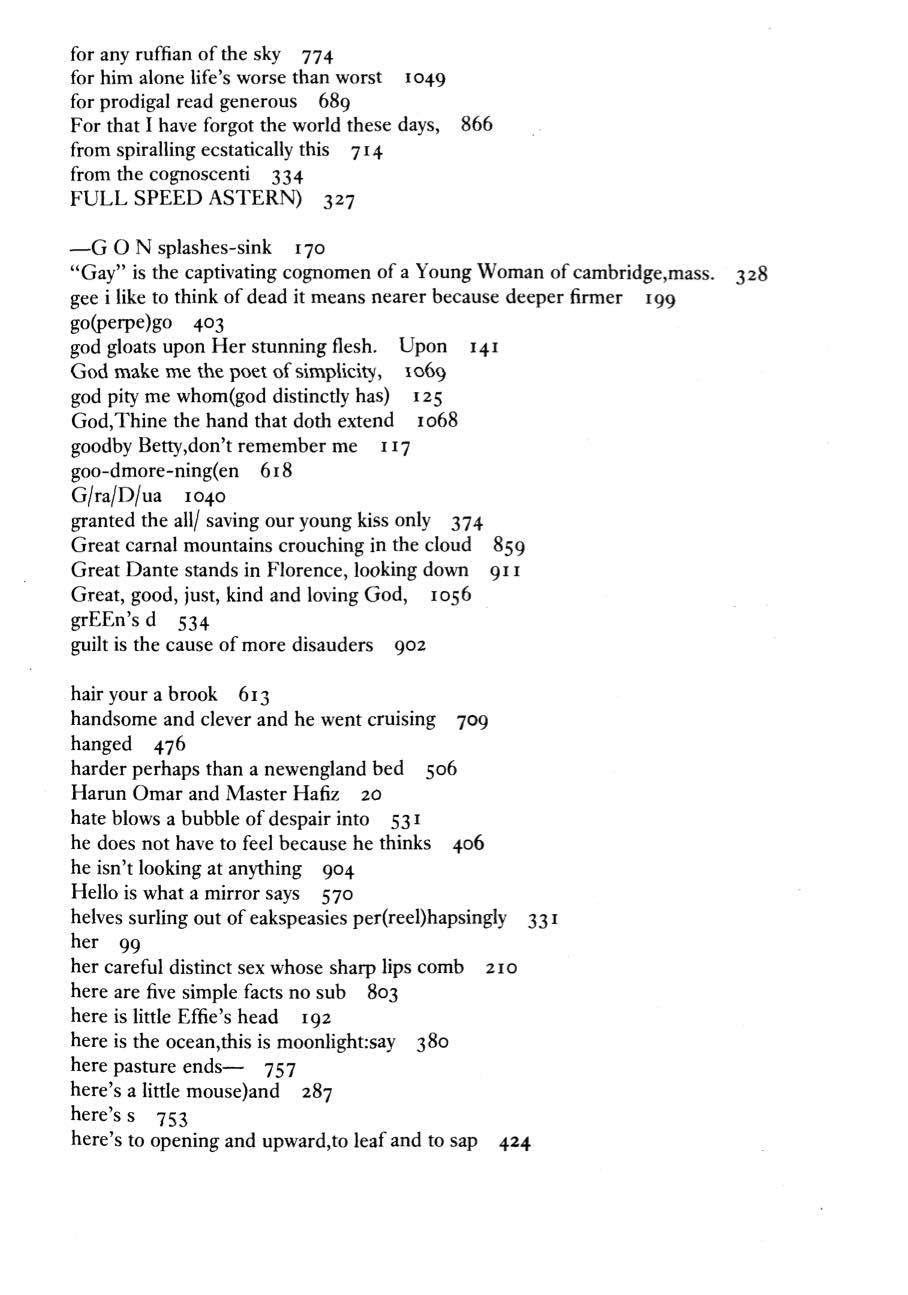 for any ruffian of the sky 774
for him alone life's worse than worst 1049
for prodigal read generous 689
For that I have forgot the world these days, 866
from spiralling ecstatically this 714
from the cognoscenti 334
FULL SPEED ASTERN) 327
—G O N splashes-sink 170
“Gay” is the captivating cognomen of a Young Woman of cambridge,mass. 328
gee i like to think of dead it means nearer because deeper firmer 199
go(perpe)go 403
god gloats upon Her stunning flesh. Upon 141
God make me the poet of simplicity, 1069
god pity me whom(god distinctly has) 125
God,Thine the hand that doth extend 1068
goodby Betty,don't remember me 117
goo-dmore-ning(en 618
G/ra/D/ua 1040
granted the all/ saving our young kiss only 374
Great carnal mountains crouching in the cloud 859
Great Dante stands in Florence, looking down 911
Great, good, just, kind and loving God, 1056
grEEn's d 534
guilt is the cause of more disauders 902
hair your a brook 613
handsome and clever and he went cruising 709
hanged 476
harder perhaps than a newengland bed 506
Harun Omar and Master Hafiz 20
hate blows a bubble of despair into 531
he does not have to feel because he thinks 406
he isn't looking at anything 904
Hello is what a mirror says 570
helves surling out of eakspeasies per(reel)hapsingly 331
her 99
her careful distinct sex whose sharp lips comb 210
here are five simple facts no sub 803
here is little Effie's head 192
here is the ocean,this is moonlight:say 380
here pasture ends— 757
here's a little mouse)and 287
here's s 753
here's to opening and upward,to leaf and to sap 424